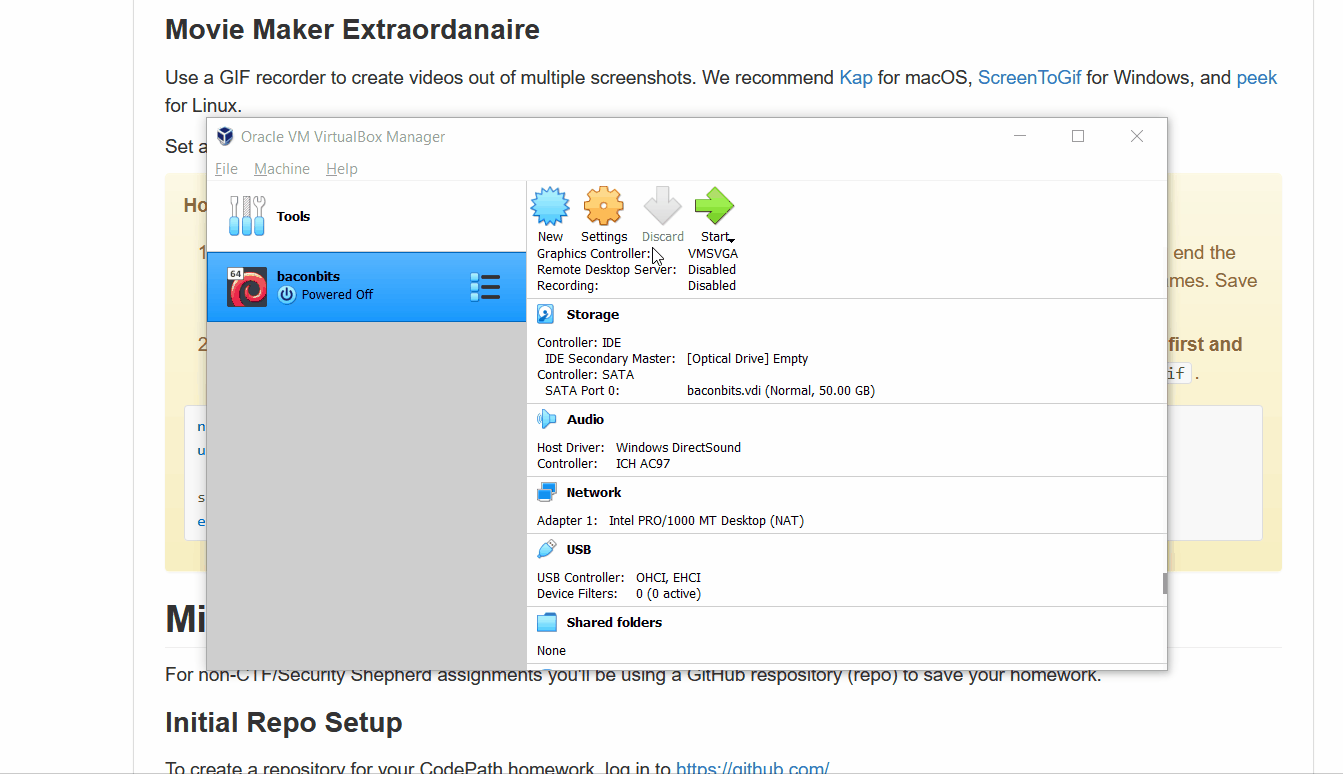 Movie Maker Extraordanaire
Use a GIF recorder to create videos out of multiple screenshots. We recommend Kap for macOS, ScreenToGif for Windows, and peek
for Linux.
Set a
Oracle VM VirtualBox Manager
File Machine Help
Tools
64
baconbits
Powered Off
New Settings Discard Start
Graphics Controller: VMSVGA
Remote Desktop Server: Disabled
Recording: Disabled
Storage
Controller: IDE
IDE Secondary Master: [Optical Drive] Empty
Controller: SATA
SATA Port 0: baconbits.vdi (Normal, 50.00 GB)
Audio
Host Driver: Windows DirectSound
Controller: ICH AC97
Network
Adapter 1: Intel PRO/1000 MT Desktop (NAT)
USB
USB Controller: OHCI, EHCI
Device Filters: 0 (0 active)
Shared folders
None
Ho
1
end the
mes. Save
2
first and
if .
n
u
s
e
Mi
For non-CTF/Security Shepherd assignments you'll be using a GitHub respository (repo) to save your homework.
Initial Repo Setup
To create a repository for your CodePath homework, log in to https://github.com/